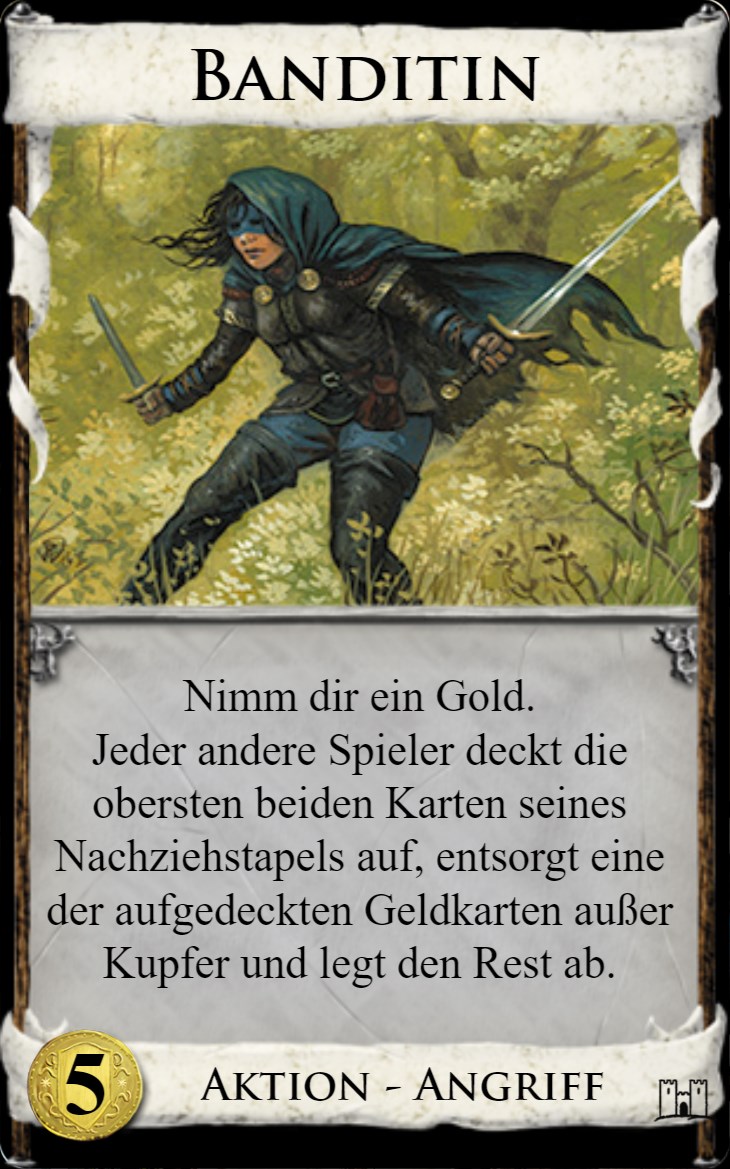 Banditin
Nimm dir ein Gold.
Jeder andere Spieler deckt die
obersten beiden Karten seines
Nachziehstapels auf, entsorgt eine
der aufgedeckten Geldkarten außer
Kupfer und legt den Rest ab.
5
Aktion - Angriff